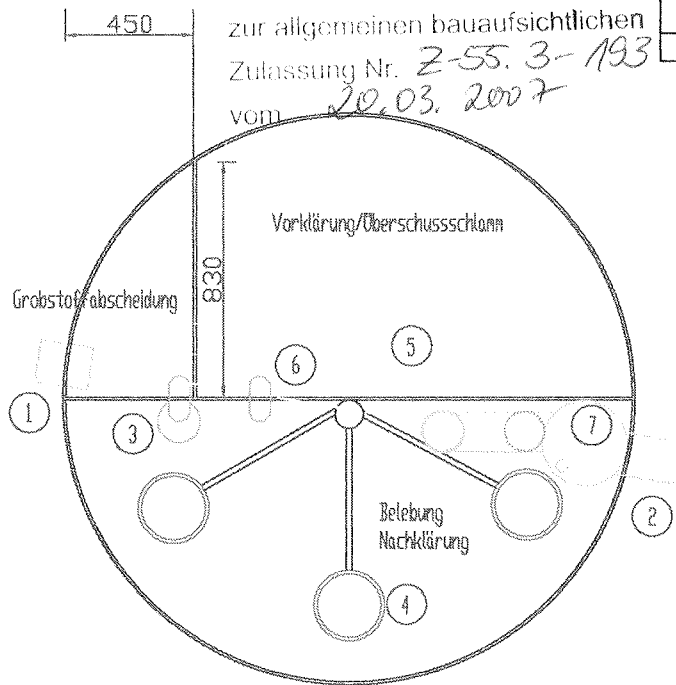 450
zur allgemeinen bauaufsichtlichen
Zulassung Nr. Z-55. 3-193
vom 20.03. 2007
Vorklärung/Überschussschlamm
830
Grobstoffabscheidung
5
6
1
3
7
2
Belebung
Nachklärung
4